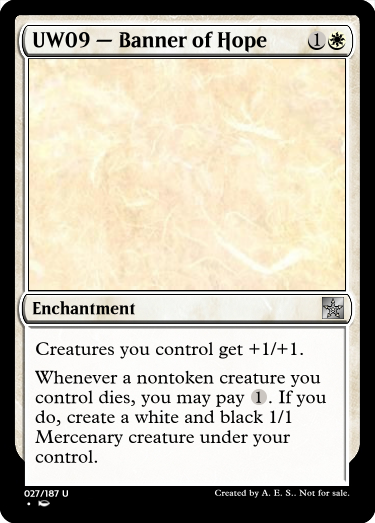 UW09 — Banner of Hope 1
Enchantment
Creatures you control get +1/+1.
Whenever a nontoken creature you
control dies, you may pay 1. If you
do, create a white and black 1/1
Mercenary creature under your
control.
027/187 U
Created by A. E. S.. Not for sale.